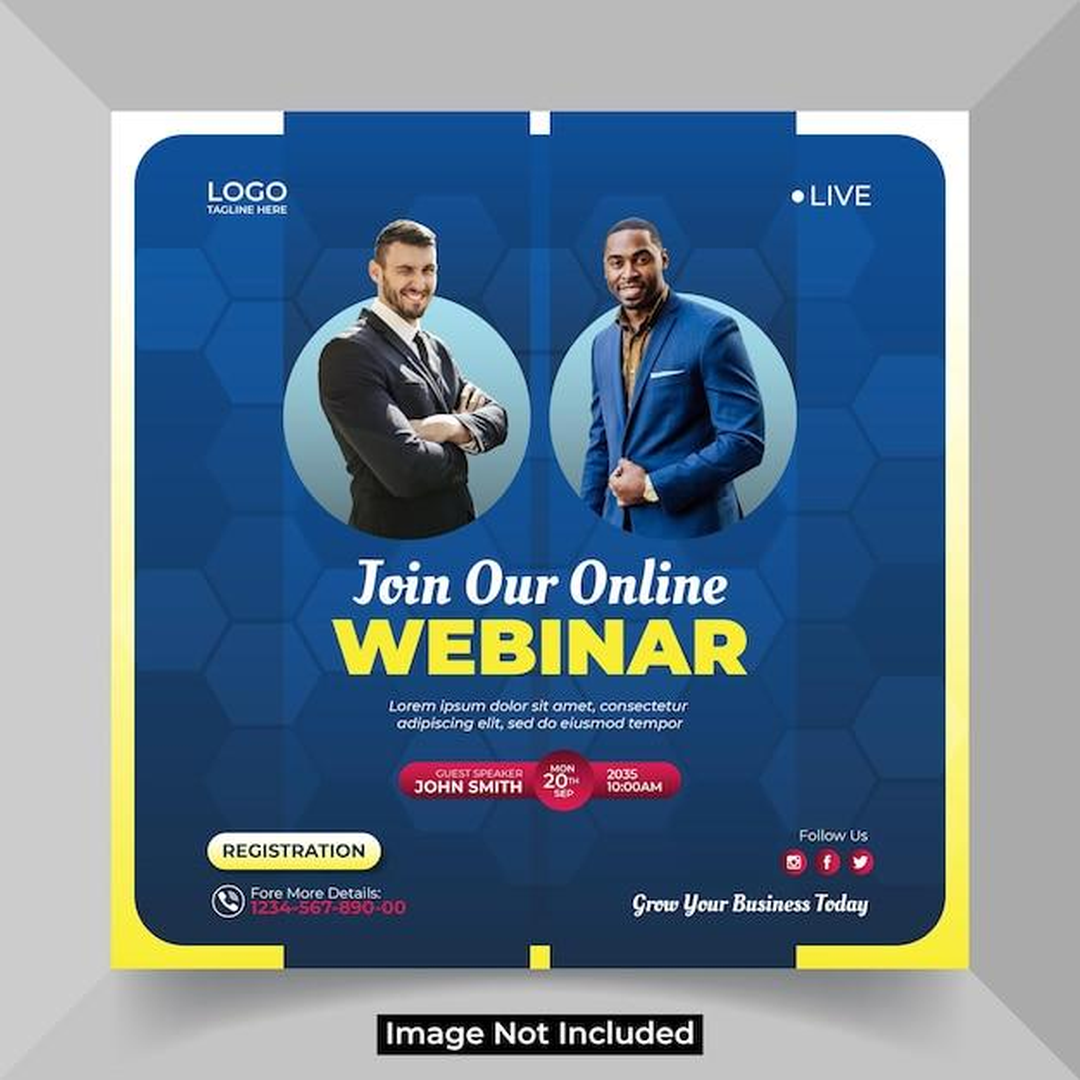 LOGO
TAGLINE HERE
LIVE
Join Our Online
WEBINAR
Lorem ipsum dolor sit amet, consectetur
adipiscing elit, sed do eiusmod tempor
GUEST SPEAKER
JOHN SMITH
MON
20TH
SEP
2035
10:00AM
REGISTRATION
Fore More Details:
1234-567-890-00
Follow Us
Grow Your Business Today
Image Not Included